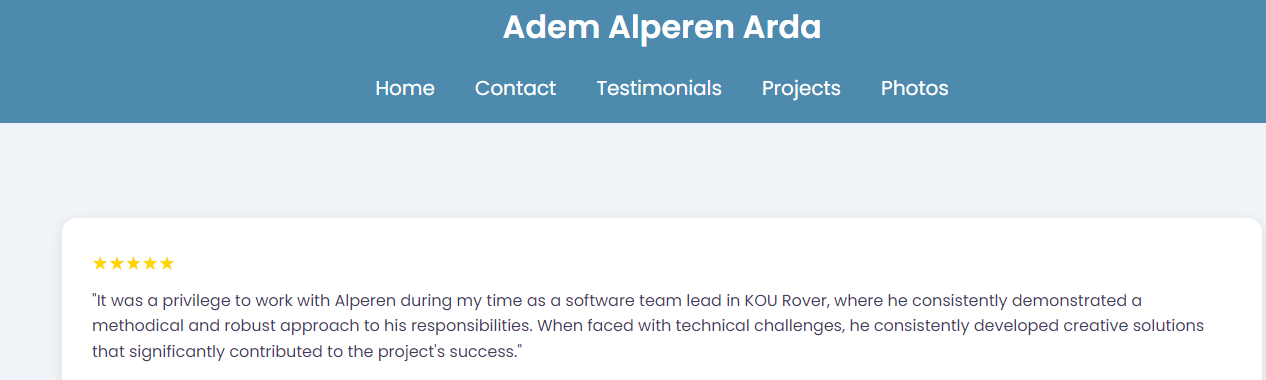 Adem Alperen Arda
Home Contact Testimonials Projects Photos
★★★★★
"It was a privilege to work with Alperen during my time as a software team lead in KOU Rover, where he consistently demonstrated a
methodical and robust approach to his responsibilities. When faced with technical challenges, he consistently developed creative solutions
that significantly contributed to the project's success."